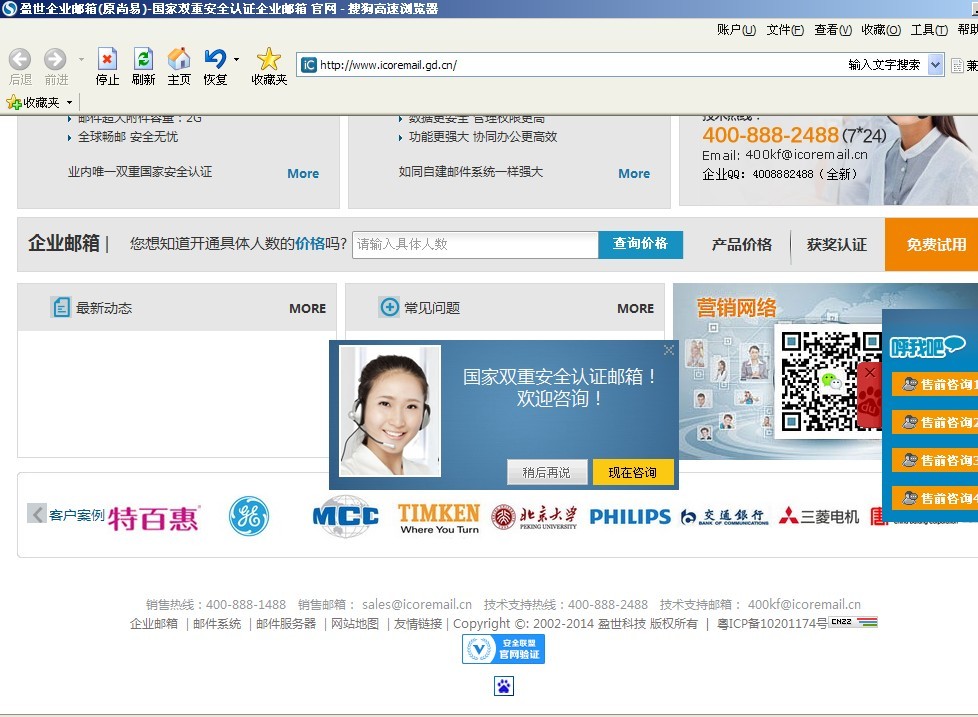 盈世企业邮箱(原尚易)-国家双重安全认证企业邮箱 官网 - 搜狗高速浏览器
账户(U) 文件(F) 查看(V) 收藏(O) 工具(T) 帮助
后退 前进 停止 刷新 主页 恢复 收藏夹
http://www.icoremail.gd.cn/
输入文字搜索
兼
收藏夹
邮件超大附件容量：2G
全球畅邮 安全无忧
业内唯一双重国家安全认证 More
数据更安全 管理权限更高
功能更强大 协同办公更高效
如同自建邮件系统一样强大 More
技术热线：
400-888-2488 (7*24)
Email: 400kf@icoremail.cn
企业QQ: 4008882488（全新）
企业邮箱 | 您想知道开通具体人数的价格吗? 请输入具体人数 查询价格 产品价格 获奖认证 免费试用
最新动态 MORE
常见问题 MORE
营销网络
呼我吧
售前咨询1
售前咨询2
售前咨询3
售前咨询4
du
国家双重安全认证邮箱！
欢迎咨询！
稍后再说 现在咨询
客户案例
特百惠
MCC
TIMKEN
Where You Turn
北京大学
PEKING UNIVERSITY
PHILIPS
交通银行
BANK OF COMMUNICATIONS
三菱电机
销售热线：400-888-1488 销售邮箱： sales@icoremail.cn 技术支持热线：400-888-2488 技术支持邮箱： 400kf@icoremail.cn
企业邮箱 | 邮件系统 | 邮件服务器 | 网站地图 | 友情链接 | Copyright ©: 2002-2014 盈世科技 版权所有 | 粤ICP备10201174号 CNZZ
安全联盟
官网验证